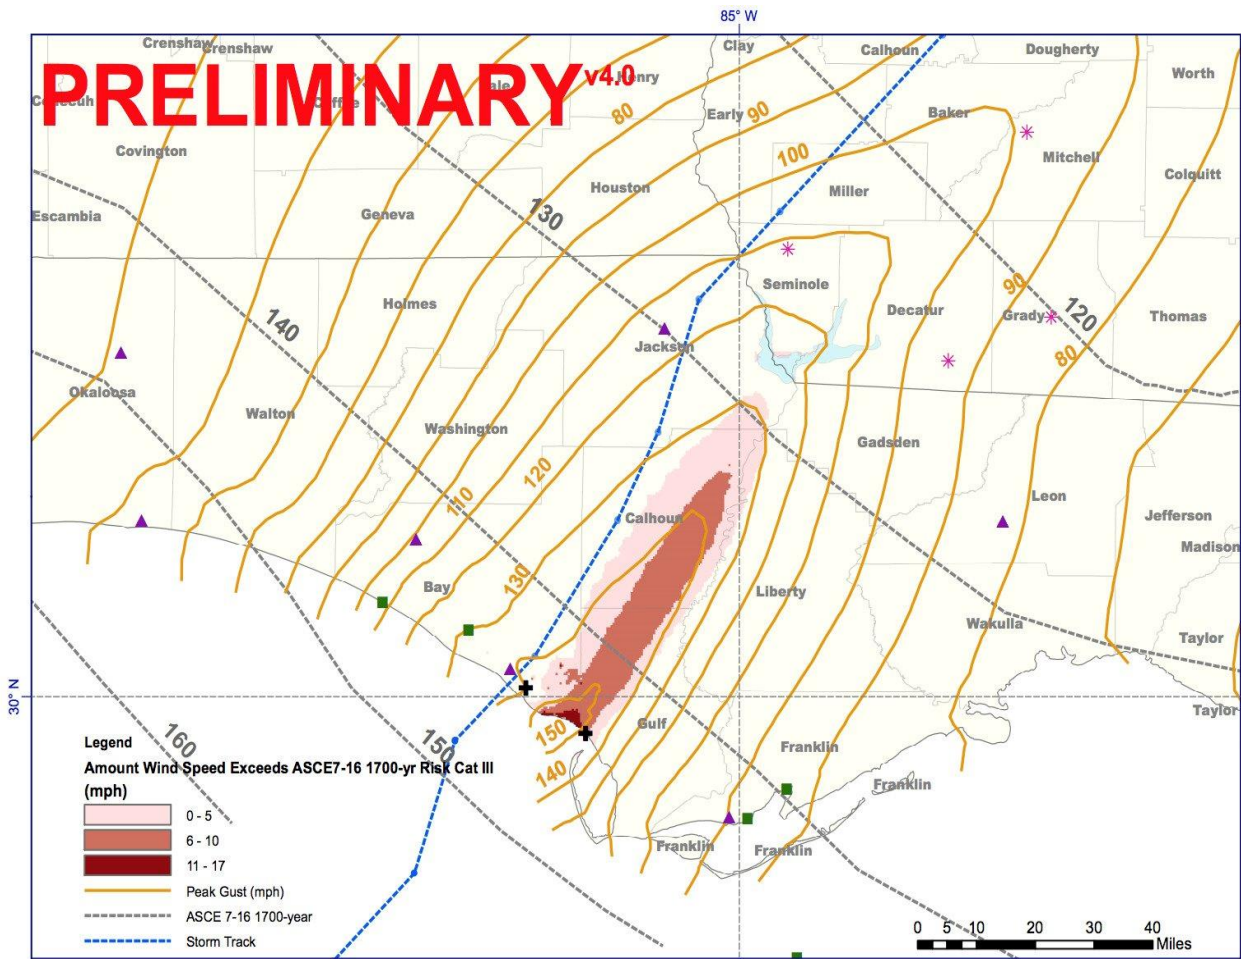 85° W
Crenshaw
Crenshaw
Clay
Calhoun
Dougherty
PRELIMINARY v4.0
Henry
Worth
80
Early
90
Baker
Covington
100
Mitchell
Colquitt
Houston
Miller
Escambia
Geneva
130
Seminole
90
Holmes
Decatur
Grady
120
Thomas
140
Jackson
80
Okaloosa
Walton
Washington
Gadsden
120
110
Calhoun
Leon
Jefferson
Madison
130
Bay
Liberty
Wakulla
Taylor
30° N
Taylor
150
Gulf
160
150
Franklin
140
Franklin
Franklin
Franklin
Legend
Amount Wind Speed Exceeds ASCE7-16 1700-yr Risk Cat III
(mph)
0 - 5
6 - 10
11 - 17
Peak Gust (mph)
ASCE 7-16 1700-year
Storm Track
0 5 10 20 30 40
Miles